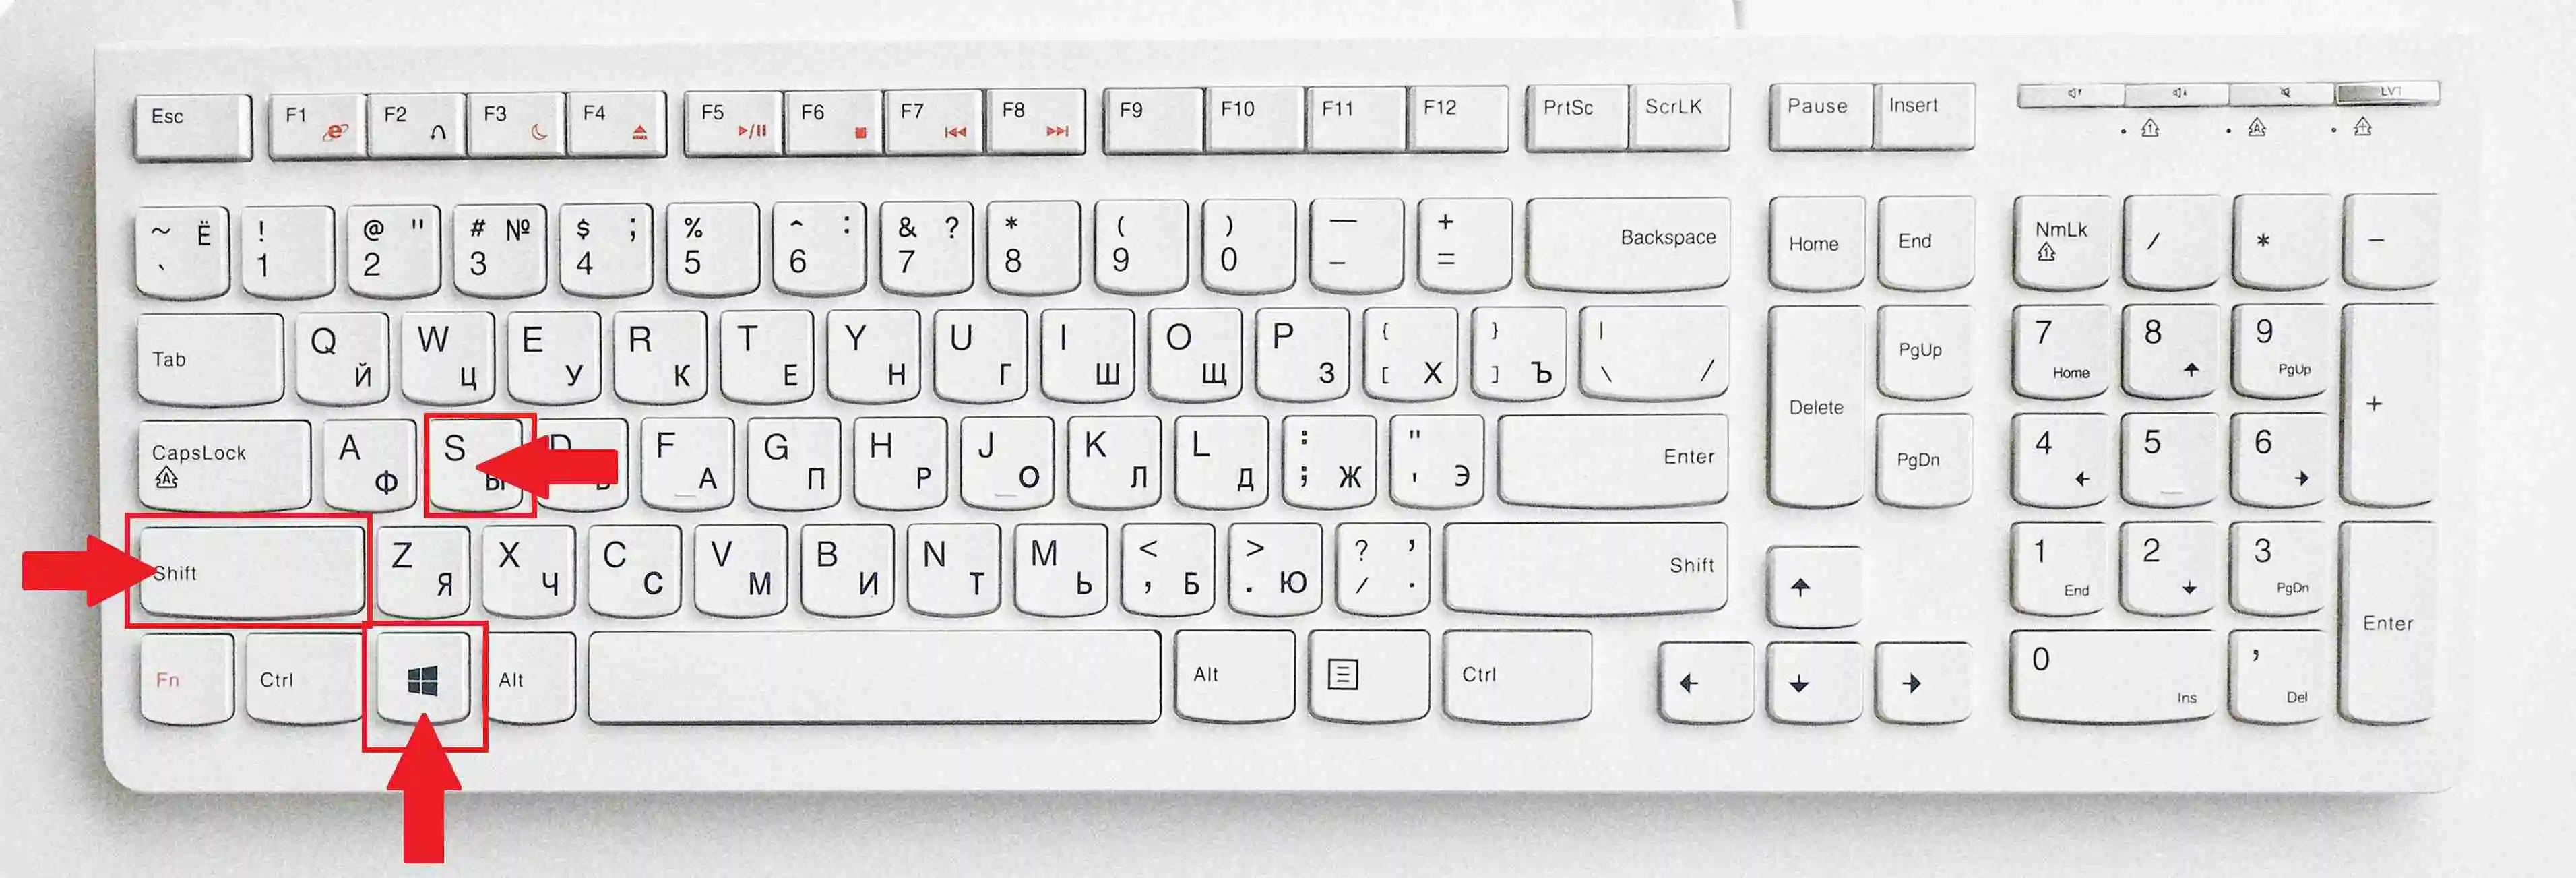 Esc F1 F2 F3 F4 F5 F6 F7 F8 F9 F10 F11 F12 PrtSc ScrLK Pause Insert
~ Ё ! @ " # № $ ; % ^ : & ? * ( ) — + Backspace Home End NmLk / * −
` 1 2 3 4 5 6 7 8 9 0 - =
Tab Q Й W Ц E У R К T Е Y Н U Г I Ш O Щ P З { [ Х } ] Ъ | \ / Delete PgUp 7 Home 8 9 PgUp +
CapsLock A Ф S Ы D F А G П H Р J О K Л L Д : ; Ж " ' Э Enter PgDn 4 5 6
Shift Z Я X Ч C С V М B И N Т M Ь < , Б > . Ю ? / , . Shift 1 End 2 3 PgDn Enter
Fn Ctrl Alt Alt Ctrl 0 Ins , Del